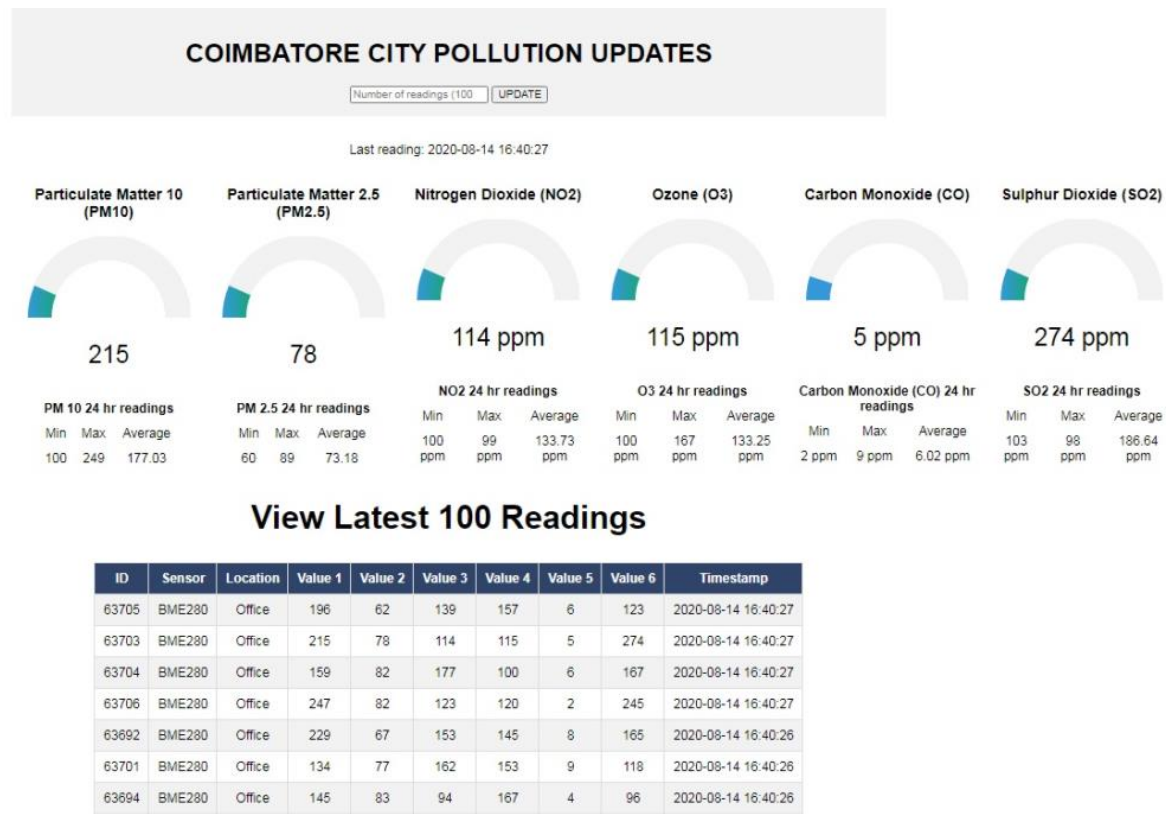 COIMBATORE CITY POLLUTION UPDATES
Number of readings (100 UPDATE
Last reading: 2020-08-14 16:40:27
Particulate Matter 10
(PM10)
215
PM 10 24 hr readings
Min Max Average
100 249 177.03
Particulate Matter 2.5
(PM2.5)
78
PM 2.5 24 hr readings
Min Max Average
60 89 73.18
Nitrogen Dioxide (NO2)
114 ppm
NO2 24 hr readings
Min Max Average
100 99 133.73
ppm ppm ppm
Ozone (O3)
115 ppm
O3 24 hr readings
Min Max Average
100 167 133.25
ppm ppm ppm
Carbon Monoxide (CO)
5 ppm
Carbon Monoxide (CO) 24 hr
readings
Min Max Average
2 ppm 9 ppm 6.02 ppm
Sulphur Dioxide (SO2)
274 ppm
SO2 24 hr readings
Min Max Average
103 98 186.64
ppm ppm ppm
View Latest 100 Readings
ID Sensor Location Value 1 Value 2 Value 3 Value 4 Value 5 Value 6 Timestamp
63705 BME280 Office 196 62 139 157 6 123 2020-08-14 16:40:27
63703 BME280 Office 215 78 114 115 5 274 2020-08-14 16:40:27
63704 BME280 Office 159 82 177 100 6 167 2020-08-14 16:40:27
63706 BME280 Office 247 82 123 120 2 245 2020-08-14 16:40:27
63692 BME280 Office 229 67 153 145 8 165 2020-08-14 16:40:26
63701 BME280 Office 134 77 162 153 9 118 2020-08-14 16:40:26
63694 BME280 Office 145 83 94 167 4 96 2020-08-14 16:40:26